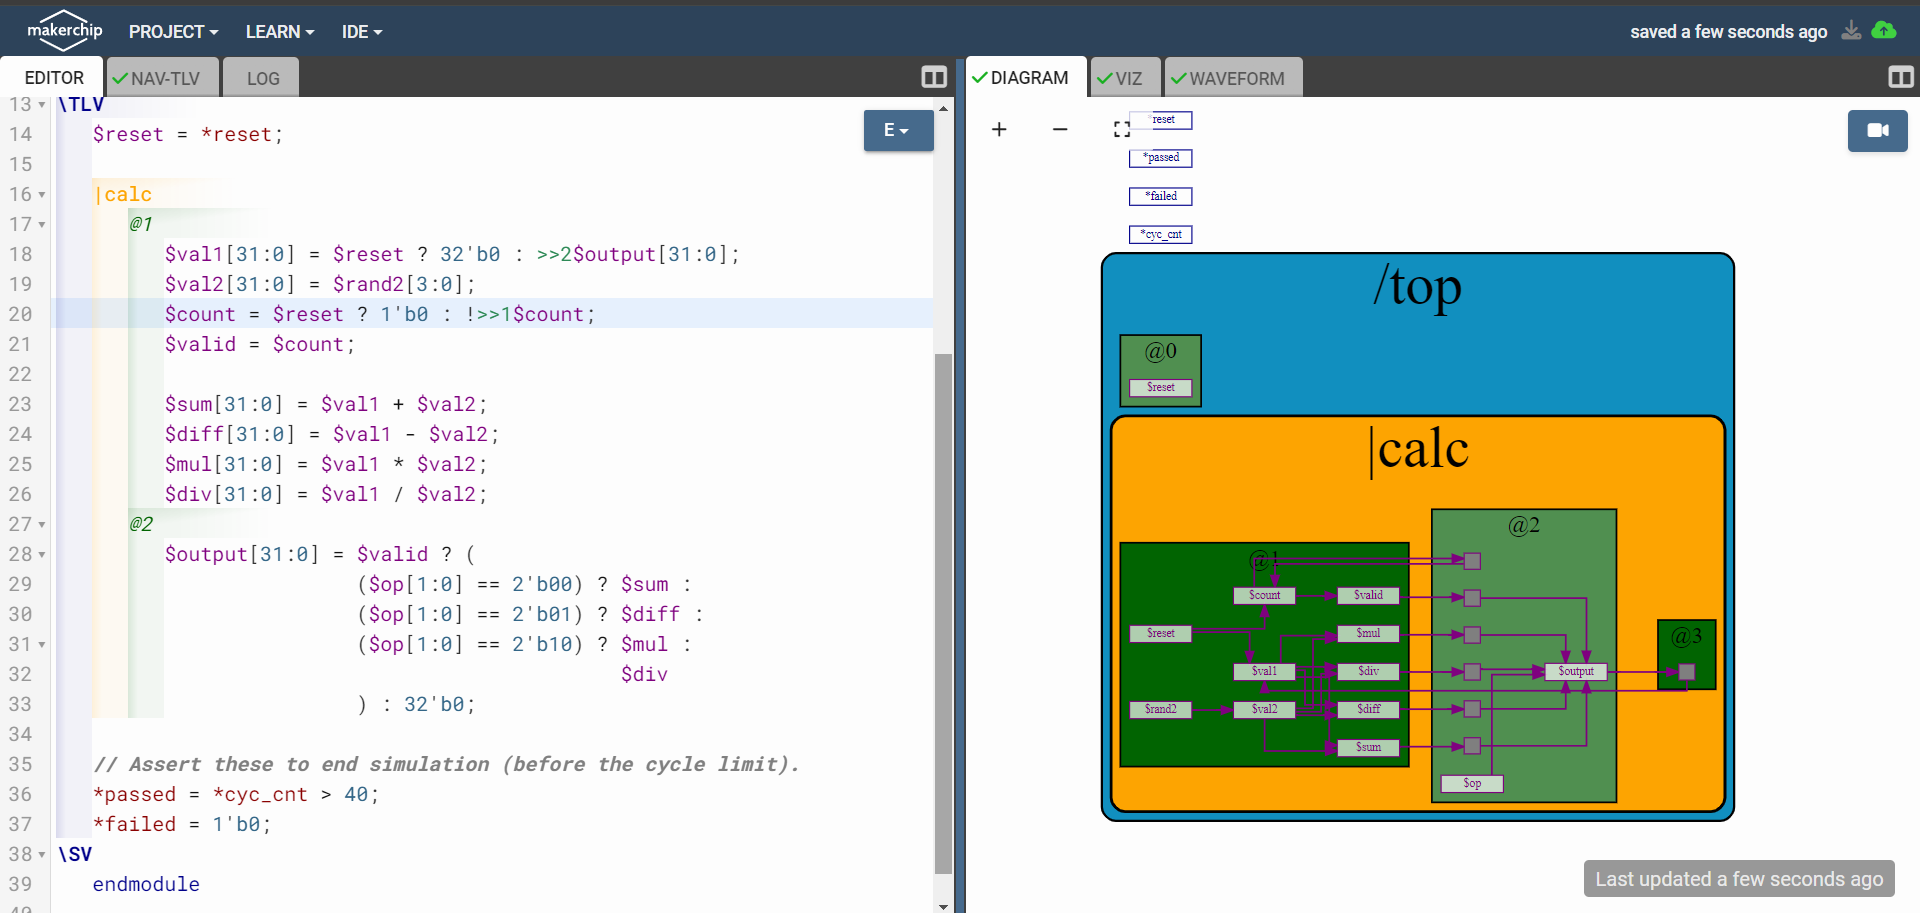 makerchip PROJECT LEARN IDE saved a few seconds ago
EDITOR NAV-TLV LOG
13 \TLV
14 $reset = *reset;
15
16 |calc
17 @1
18 $val1[31:0] = $reset ? 32'b0 : >>2$output[31:0];
19 $val2[31:0] = $rand2[3:0];
20 $count = $reset ? 1'b0 : !>>1$count;
21 $valid = $count;
22
23 $sum[31:0] = $val1 + $val2;
24 $diff[31:0] = $val1 - $val2;
25 $mul[31:0] = $val1 * $val2;
26 $div[31:0] = $val1 / $val2;
27 @2
28 $output[31:0] = $valid ? (
29 ($op[1:0] == 2'b00) ? $sum :
30 ($op[1:0] == 2'b01) ? $diff :
31 ($op[1:0] == 2'b10) ? $mul :
32 $div
33 ) : 32'b0;
34
35 // Assert these to end simulation (before the cycle limit).
36 *passed = *cyc_cnt > 40;
37 *failed = 1'b0;
38 \SV
39 endmodule
40
E
DIAGRAM VIZ WAVEFORM
+ −
*reset
*passed
*failed
*cyc_cnt
/top
@0
$reset
|calc
@1
$count $valid
$reset $mul
$val1 $div
$rand2 $val2 $diff
$sum
@2
$output
$op
@3
Last updated a few seconds ago